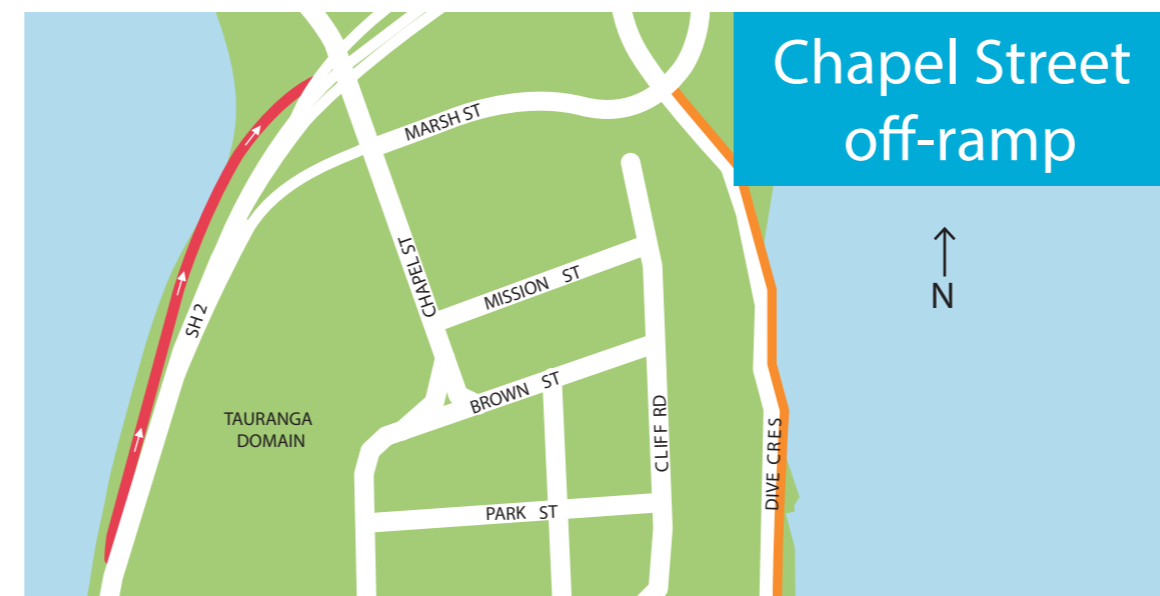 Chapel Street
off-ramp
MARSH ST
CHAPEL ST
MISSION ST
N
SH 2
BROWN ST
TAURANGA
DOMAIN
CLIFF RD
DIVE CRES
PARK ST